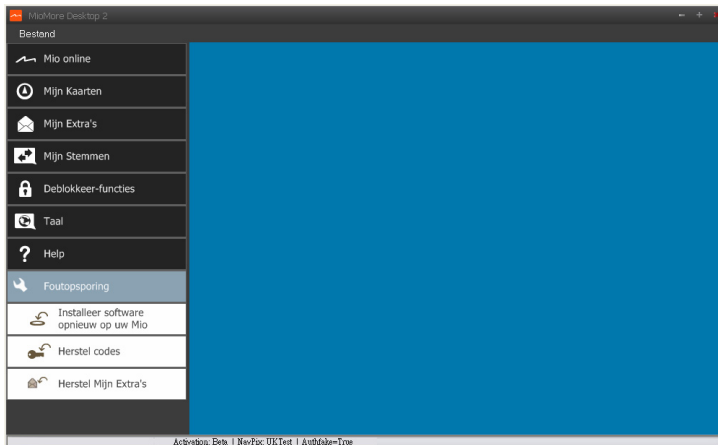 MioMore Desktop 2
Bestand
Mio online
Mijn Kaarten
Mijn Extra's
Mijn Stemmen
Deblokkeer-functies
Taal
Help
Foutopsporing
Installeer software
opnieuw op uw Mio
Herstel codes
Herstel Mijn Extra's
Activation: Beta | NavPix: UKTest | Authfake=True